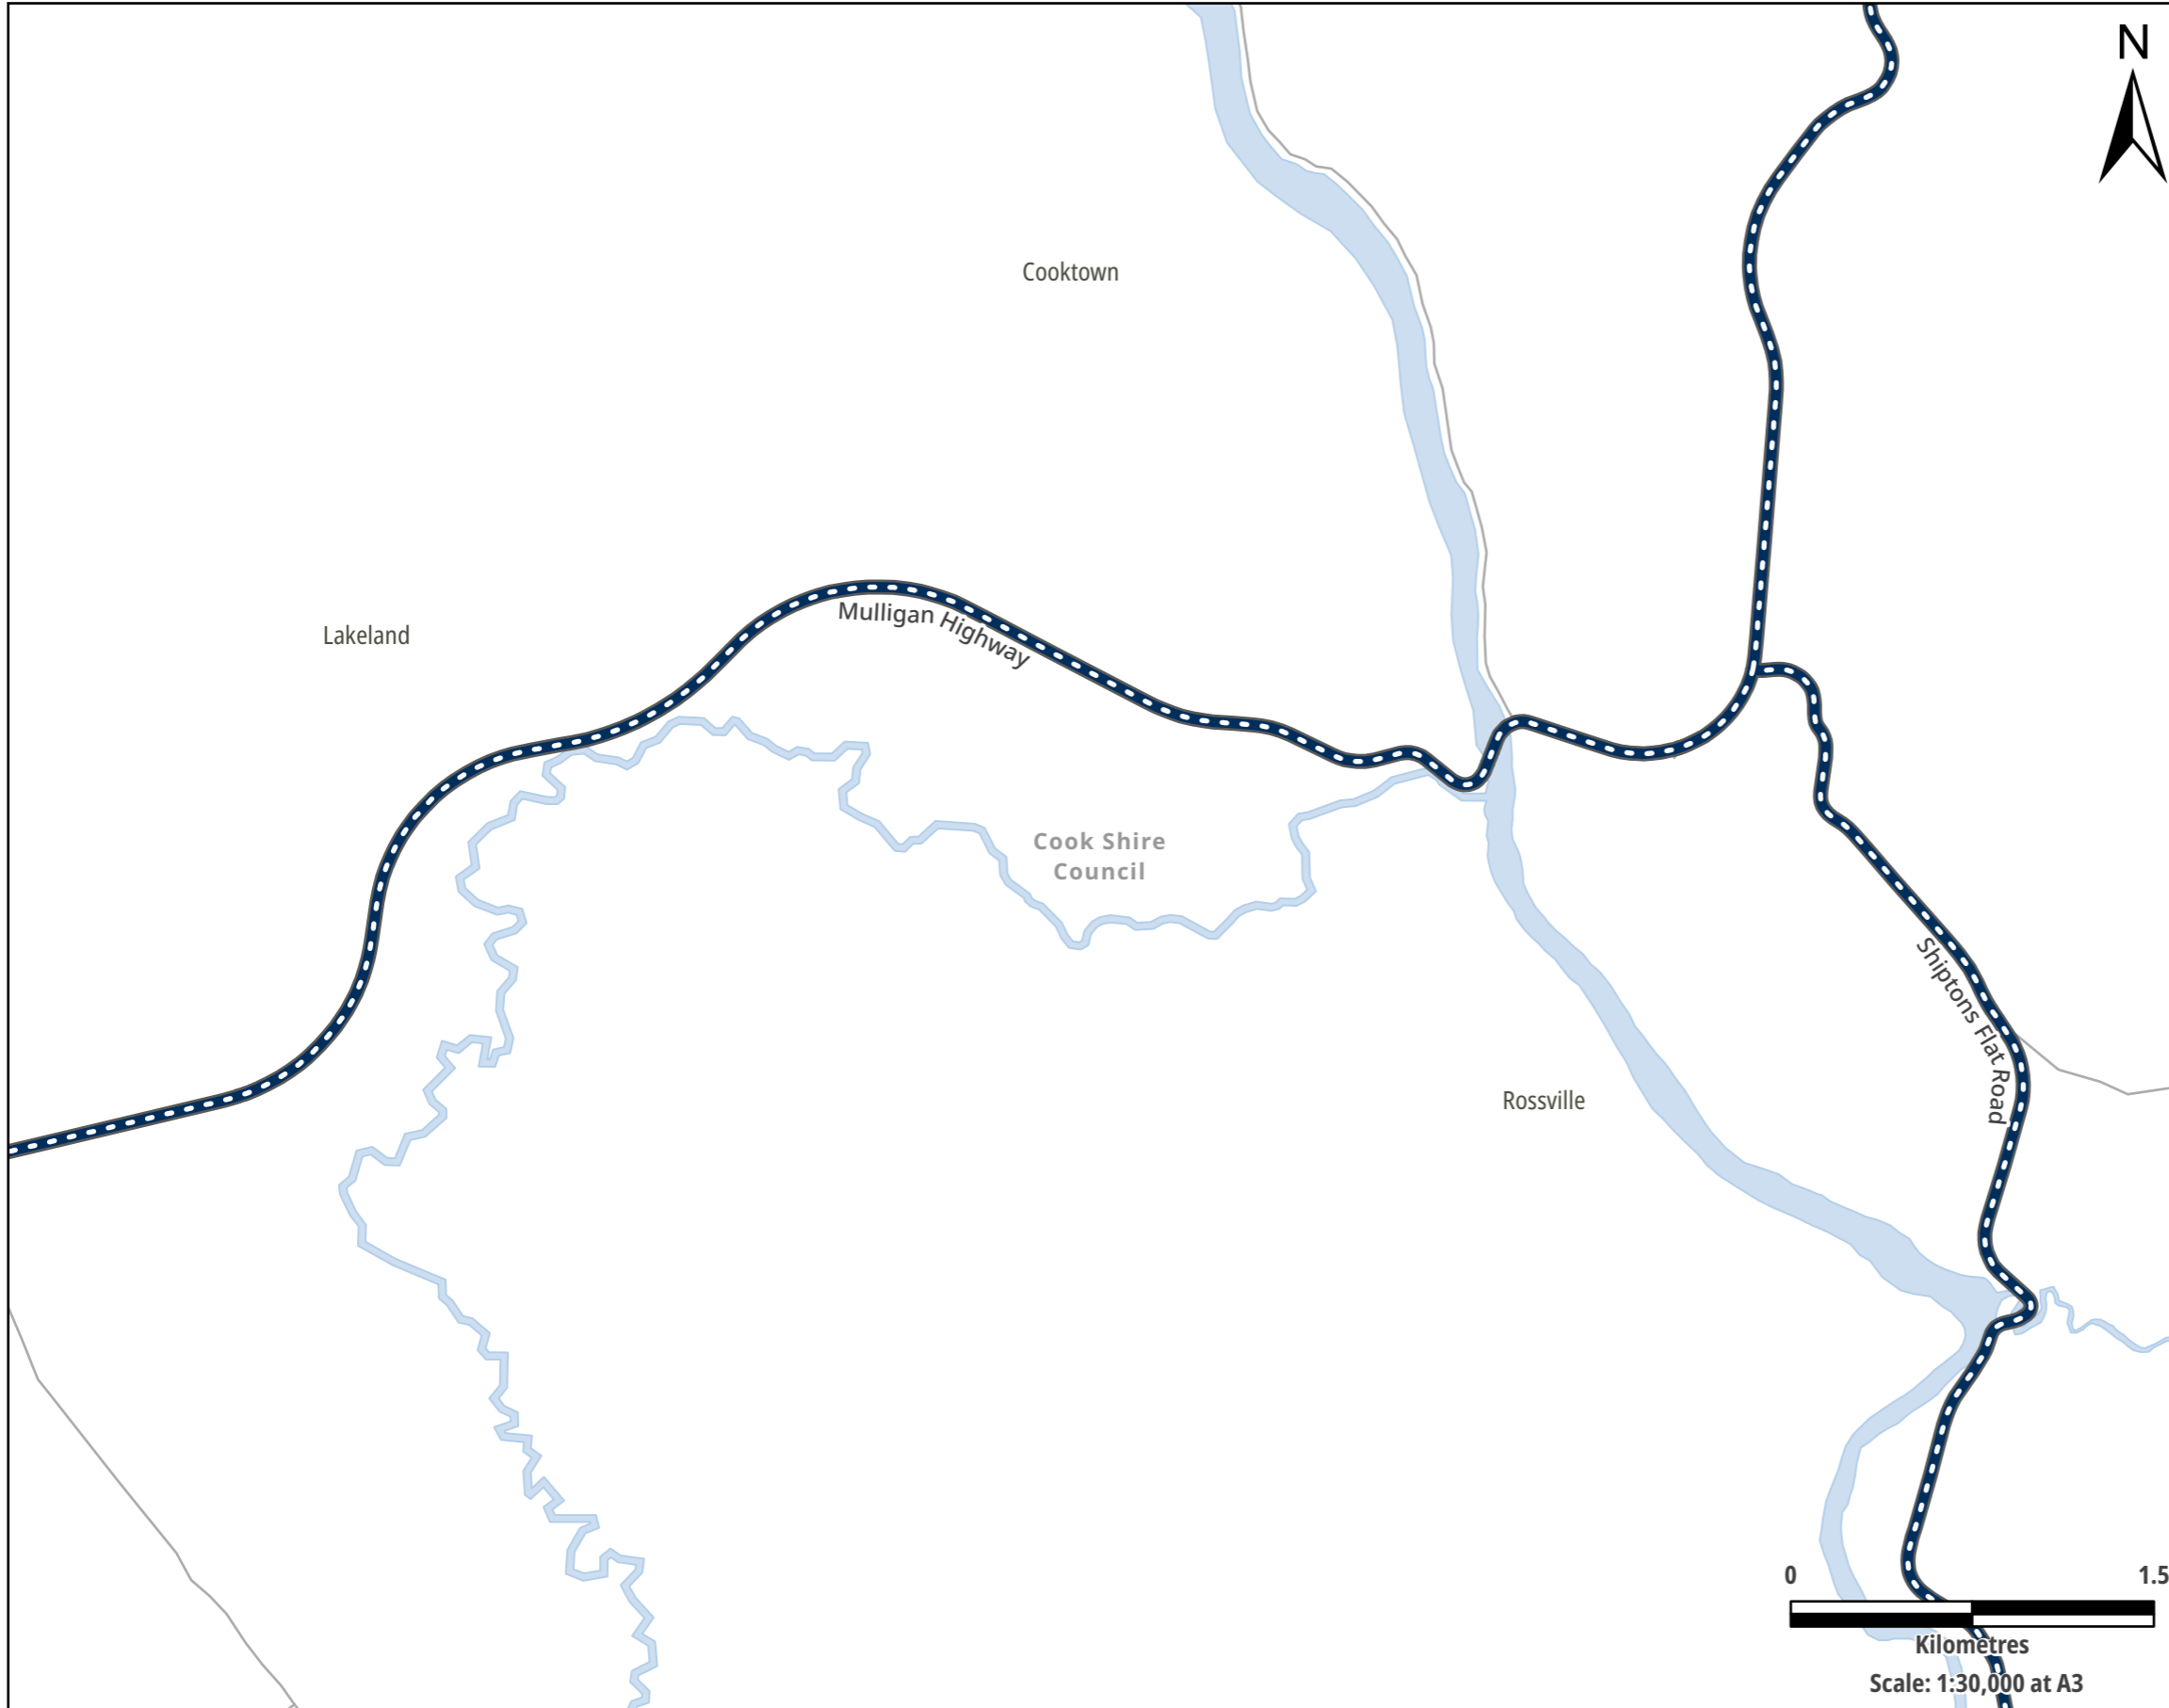 N
Cooktown
Mulligan Highway
Lakeland
Cook Shire
Council
Shiptons Flat Road
Rossville
0 1.5
Kilometres
Scale: 1:30,000 at A3